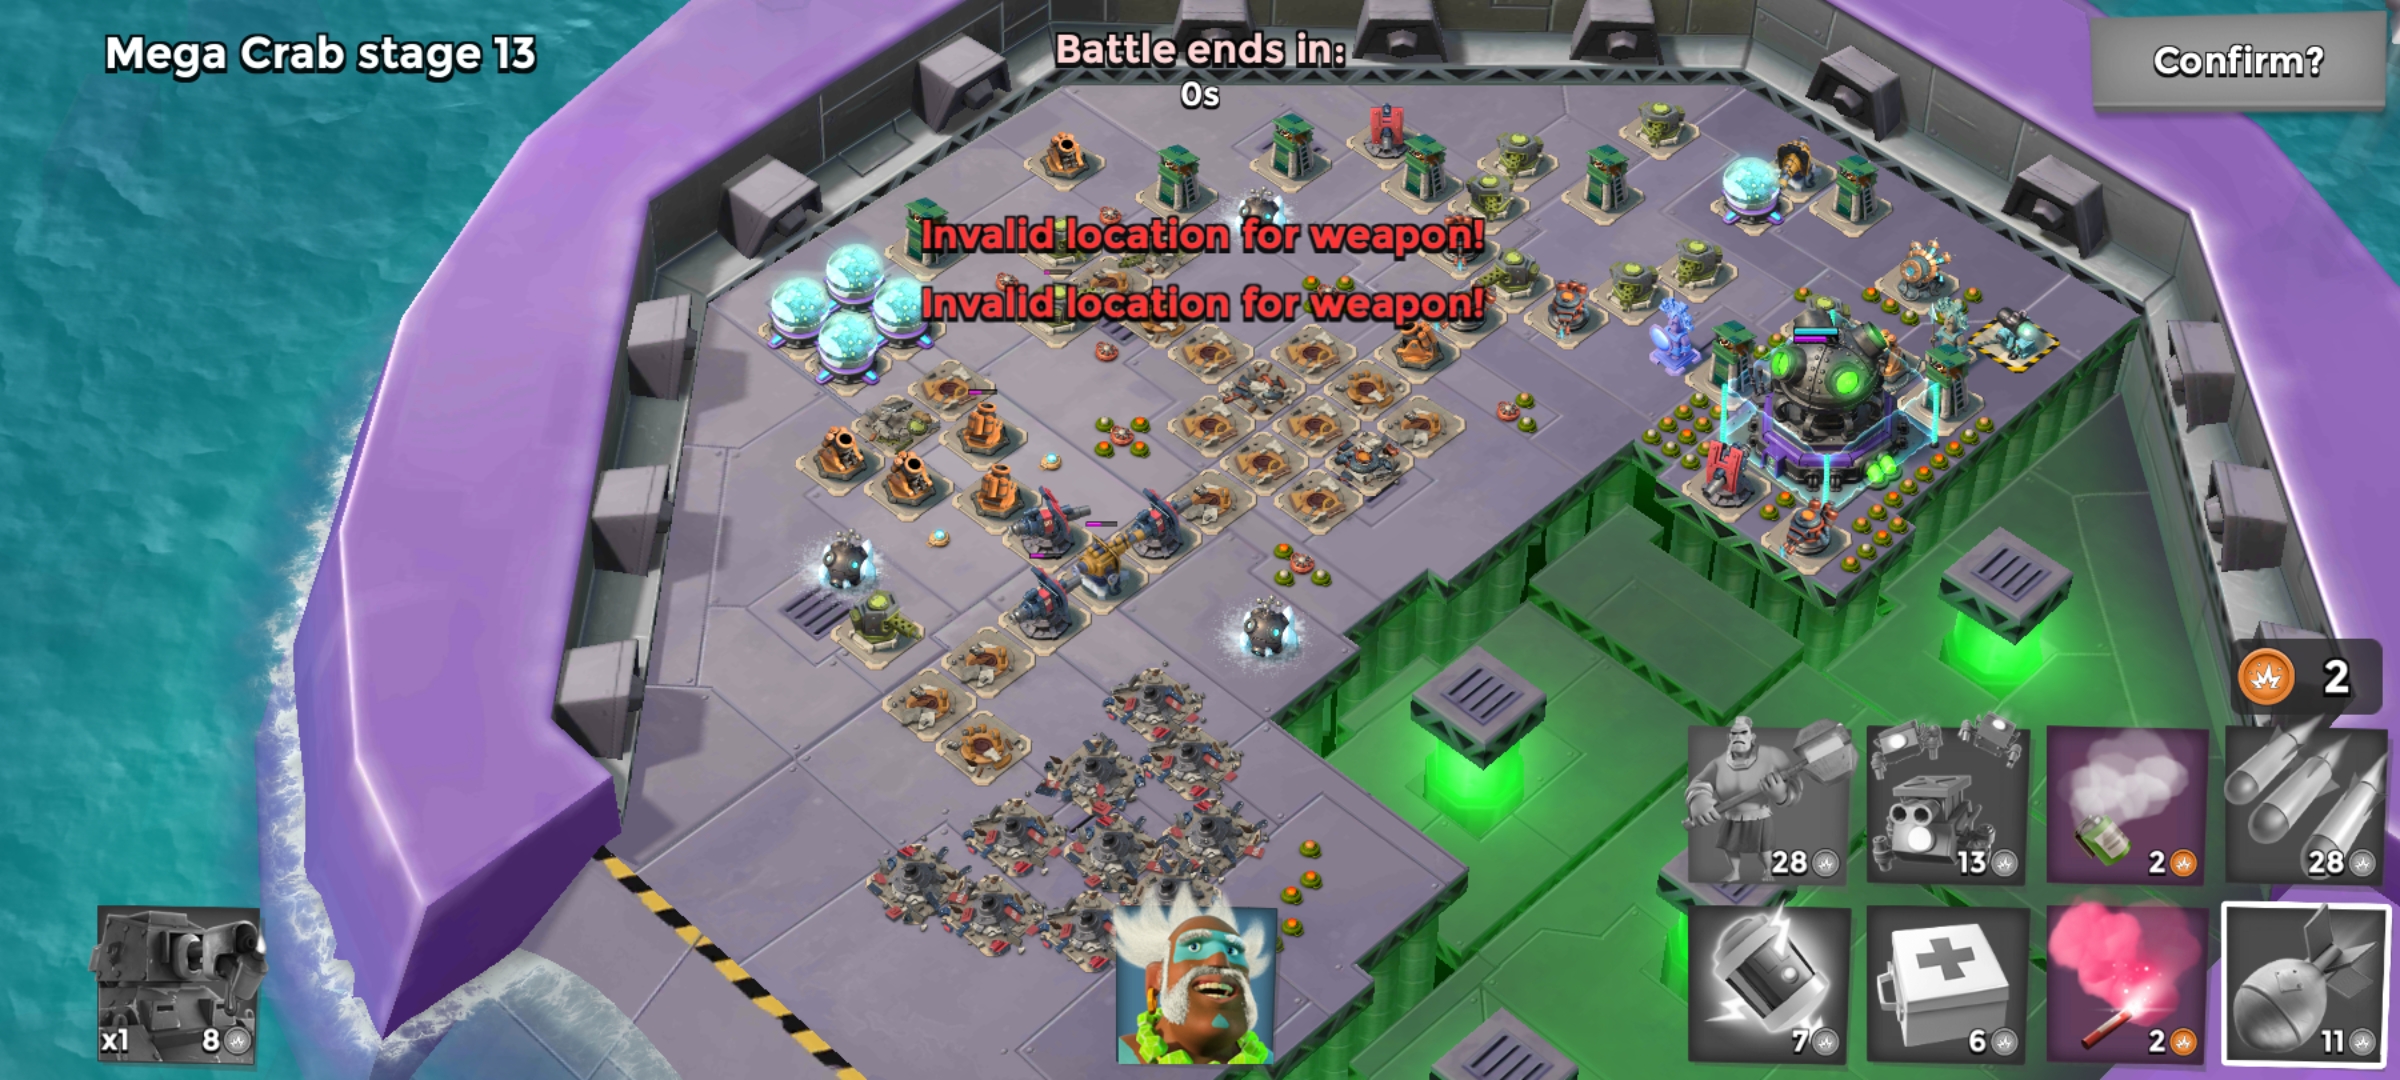 Mega Crab stage 13
Battle ends in:
0s
Confirm?
Invalid location for weapon!
Invalid location for weapon!
2
28
13
2
28
7
6
2
11
x1
8